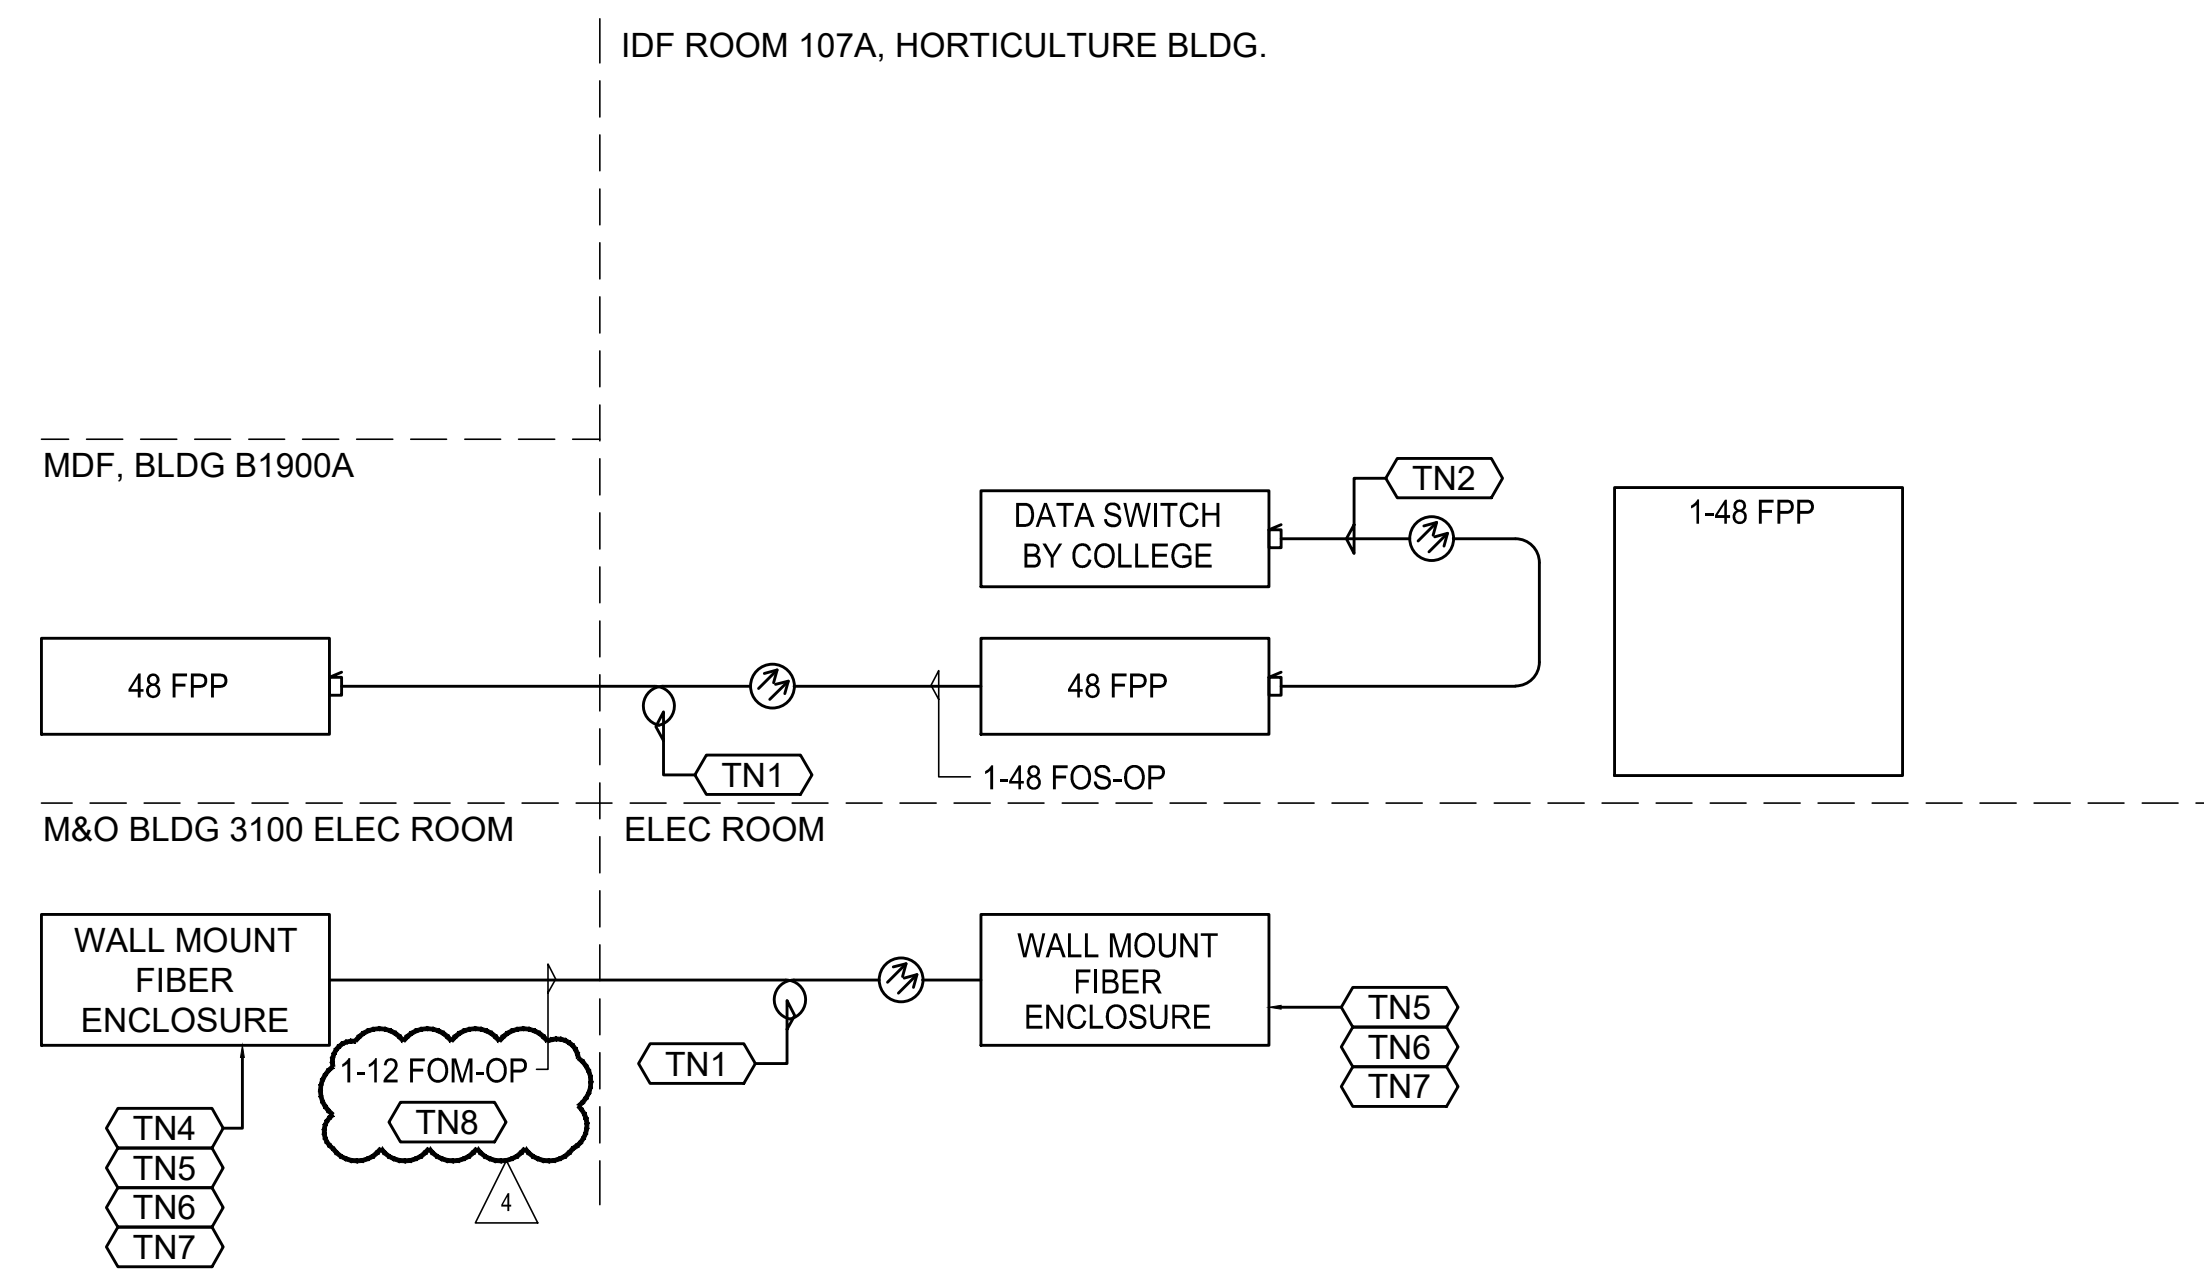 IDF ROOM 107A, HORTICULTURE BLDG.
MDF, BLDG B1900A
TN2
DATA SWITCH
BY COLLEGE
1-48 FPP
48 FPP
48 FPP
TN1
1-48 FOS-OP
M&O BLDG 3100 ELEC ROOM
ELEC ROOM
WALL MOUNT
FIBER
ENCLOSURE
WALL MOUNT
FIBER
ENCLOSURE
TN5
TN6
TN7
1-12 FOM-OP
TN8
TN1
TN4
TN5
TN6
TN7
4